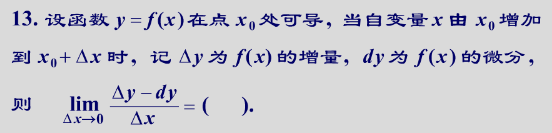 13. 设函数 y = f(x) 在点 x₀ 处可导，当自变量 x 由 x₀ 增加
到 x₀ + Δx 时，记 Δy 为 f(x) 的增量，dy 为 f(x) 的微分，
则 lim_{Δx→0} (Δy − dy)/Δx = (    ).